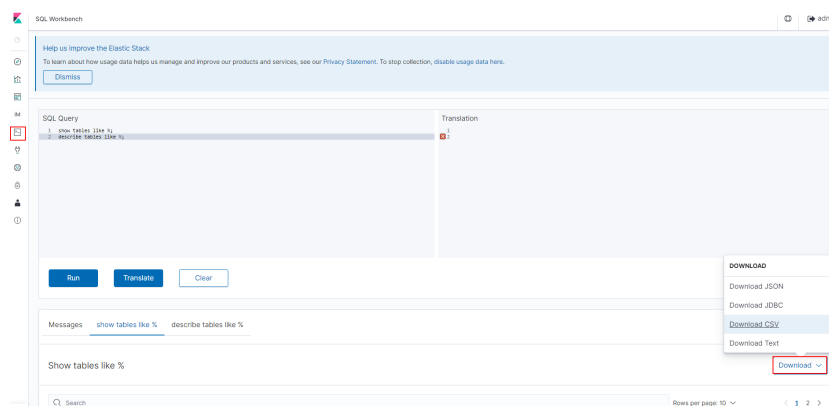 SQL Workbench
adn
Help us improve the Elastic Stack
To learn about how usage data helps us manage and improve our products and services, see our Privacy Statement. To stop collection, disable usage data here.
Dismiss
IM
SQL Query
Translation
1 show tables like %;
2 describe tables like %;
1
2
Run
Translate
Clear
DOWNLOAD
Download JSON
Download JDBC
Download CSV
Download Text
Messages
show tables like %
describe tables like %
Show tables like %
Download
Search
Rows per page: 10
< 1 2 >